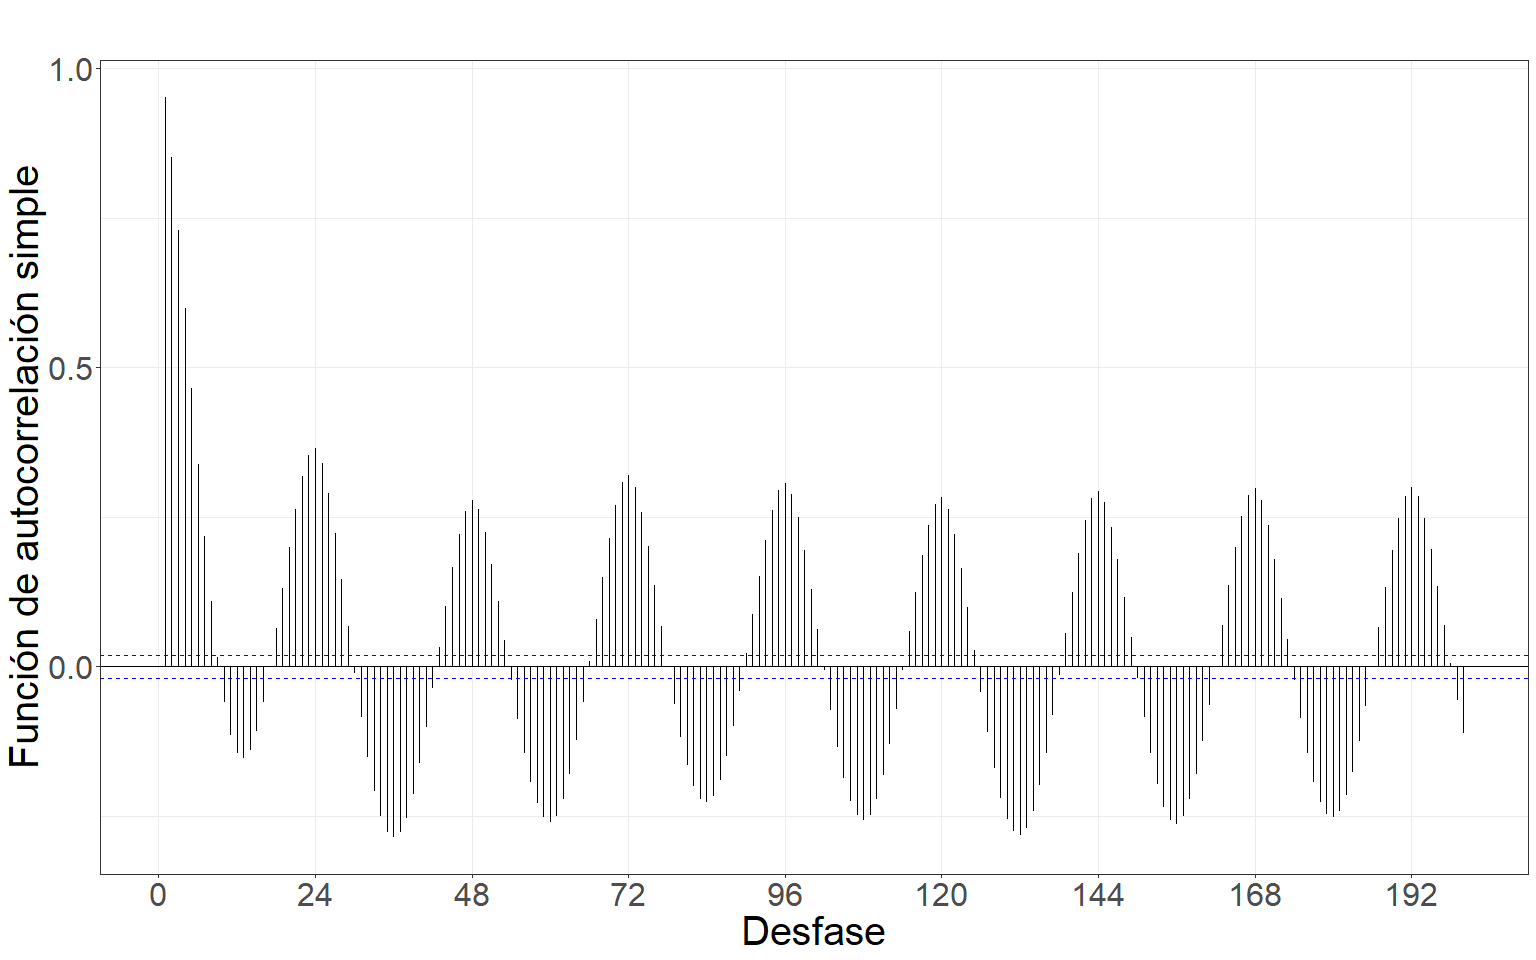 Función de autocorrelación simple
1.0
0.5
0.0
0 24 48 72 96 120 144 168 192
Desfase